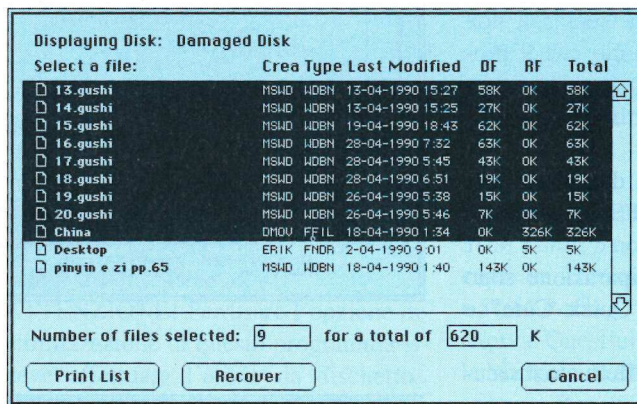 Displaying Disk: Damaged Disk
Select a file: Crea Type Last Modified DF RF Total
13.gushi MSWD WDBN 13-04-1990 15:27 58K 0K 58K
14.gushi MSWD WDBN 13-04-1990 15:25 27K 0K 27K
15.gushi MSWD WDBN 19-04-1990 18:43 62K 0K 62K
16.gushi MSWD WDBN 28-04-1990 7:32 63K 0K 63K
17.gushi MSWD WDBN 28-04-1990 5:45 43K 0K 43K
18.gushi MSWD WDBN 28-04-1990 6:51 19K 0K 19K
19.gushi MSWD WDBN 26-04-1990 5:38 15K 0K 15K
20.gushi MSWD WDBN 26-04-1990 5:46 7K 0K 7K
China DMOV FFIL 18-04-1990 1:34 0K 326K 326K
Desktop ERIK FNDR 2-04-1990 9:01 0K 5K 5K
pinyin e zi pp.65 MSWD WDBN 18-04-1990 1:40 143K 0K 143K
Number of files selected: 9 for a total of 620 K
Print List Recover Cancel